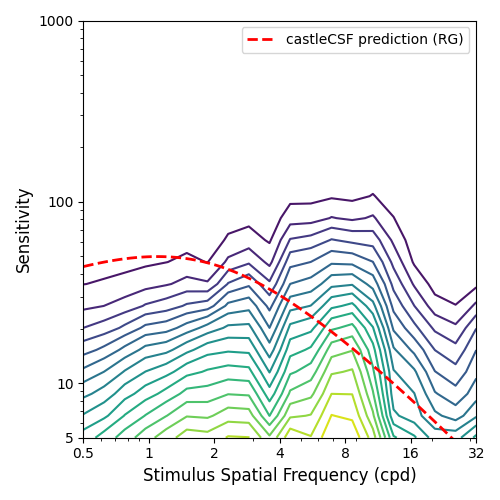 1000
castleCSF prediction (RG)
100
10
5
Sensitivity
0.5 1 2 4 8 16 32
Stimulus Spatial Frequency (cpd)